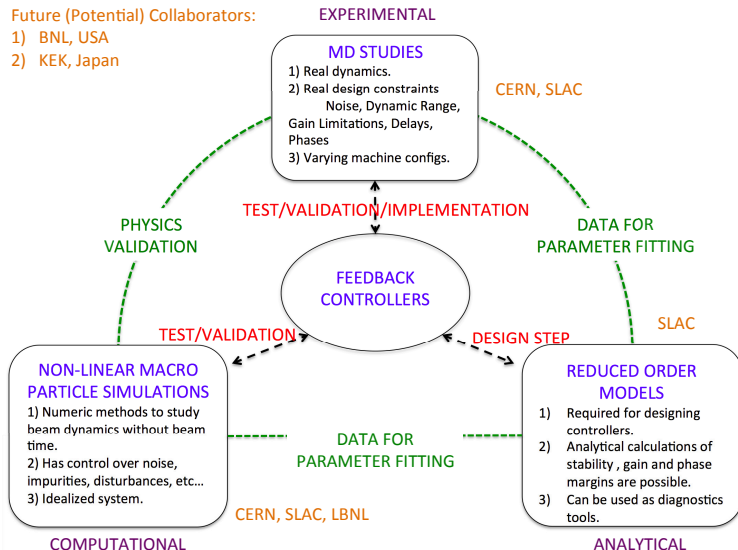 Future (Potential) Collaborators:
1) BNL, USA
2) KEK, Japan
EXPERIMENTAL
MD STUDIES
1) Real dynamics.
2) Real design constraints
Noise, Dynamic Range,
Gain Limitations, Delays,
Phases
3) Varying machine configs.
CERN, SLAC
TEST/VALIDATION/IMPLEMENTATION
PHYSICS
VALIDATION
DATA FOR
PARAMETER FITTING
FEEDBACK
CONTROLLERS
TEST/VALIDATION
DESIGN STEP
SLAC
NON-LINEAR MACRO
PARTICLE SIMULATIONS
1) Numeric methods to study
beam dynamics without beam
time.
2) Has control over noise,
impurities, disturbances, etc...
3) Idealized system.
DATA FOR
PARAMETER FITTING
REDUCED ORDER
MODELS
1) Required for designing
controllers.
2) Analytical calculations of
stability , gain and phase
margins are possible.
3) Can be used as diagnostics
tools.
CERN, SLAC, LBNL
COMPUTATIONAL
ANALYTICAL